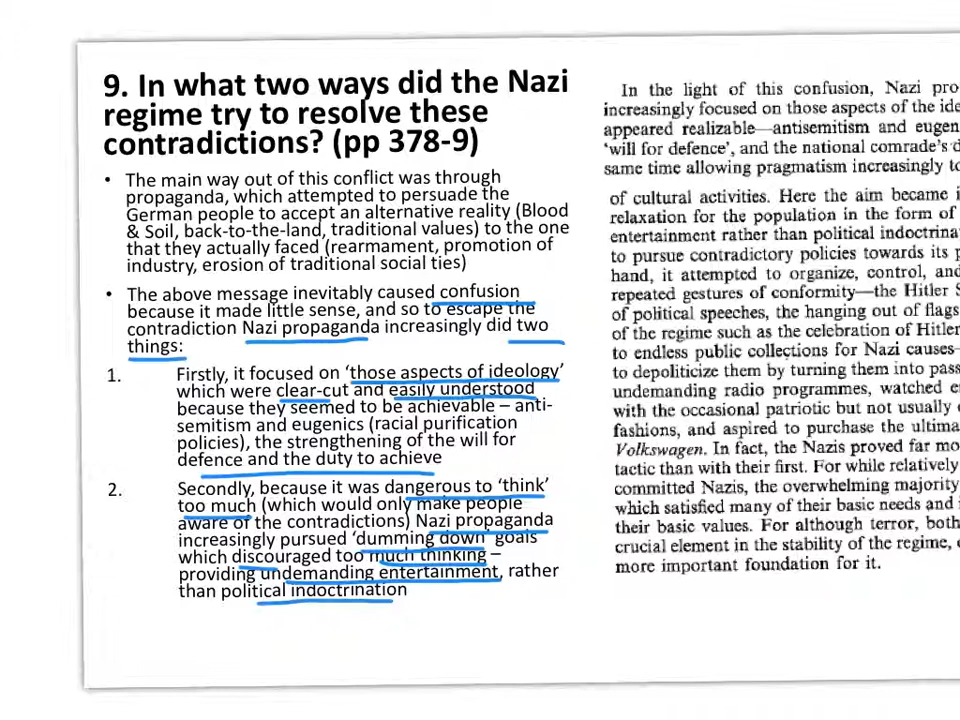 9. In what two ways did the Nazi
regime try to resolve these
contradictions? (pp 378-9)
• The main way out of this conflict was through
propaganda, which attempted to persuade the
German people to accept an alternative reality (Blood
& Soil, back-to-the-land, traditional values) to the one
that they actually faced (rearmament, promotion of
industry, erosion of traditional social ties)
• The above message inevitably caused confusion
because it made little sense, and so to escape the
contradiction Nazi propaganda increasingly did two
things:
1. Firstly, it focused on ‘those aspects of ideology’
which were clear-cut and easily understood
because they seemed to be achievable – anti-
semitism and eugenics (racial purification
policies), the strengthening of the will for
defence and the duty to achieve
2. Secondly, because it was dangerous to ‘think’
too much (which would only make people
aware of the contradictions) Nazi propaganda
increasingly pursued ‘dumming down’ goals
which discouraged too much thinking –
providing undemanding entertainment, rather
than political indoctrination
In the light of this confusion, Nazi pro
increasingly focused on those aspects of the ide
appeared realizable—antisemitism and eugen
‘will for defence’, and the national comrade's d
same time allowing pragmatism increasingly to
of cultural activities. Here the aim became i
relaxation for the population in the form of
entertainment rather than political indoctrina
to pursue contradictory policies towards its p
hand, it attempted to organize, control, and
repeated gestures of conformity—the Hitler S
of political speeches, the hanging out of flags
of the regime such as the celebration of Hitler
to endless public collections for Nazi causes—
to depoliticize them by turning them into pass
undemanding radio programmes, watched e
with the occasional patriotic but not usually
fashions, and aspired to purchase the ultima
Volkswagen. In fact, the Nazis proved far mo
tactic than with their first. For while relatively
committed Nazis, the overwhelming majority
which satisfied many of their basic needs and i
their basic values. For although terror, both
crucial element in the stability of the regime,
more important foundation for it.